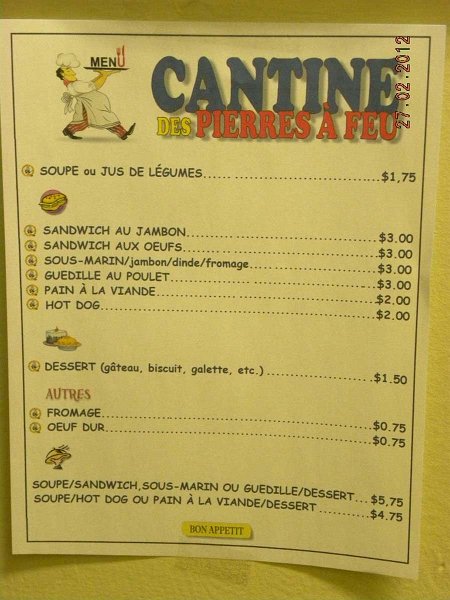 MENU
CANTINE
DES PIERRES À FEU
27.02.2012
SOUPE ou JUS DE LÉGUMES...... ..............................$1,75
SANDWICH AU JAMBON..........................................$3.00
SANDWICH AUX OEUFS..........................................$3.00
SOUS-MARIN/jambon/dinde/fromage..........................$3.00
GUEDILLE AU POULET..........................................$3.00
PAIN À LA VIANDE..........................................$2.00
HOT DOG..........................................$2.00
DESSERT (gâteau, biscuit, galette, etc.) ..........................$1.50
AUTRES
FROMAGE..........................................$0.75
OEUF DUR..........................................$0.75
SOUPE/SANDWICH,SOUS-MARIN OU GUEDILLE/DESSERT... $5,75
SOUPE/HOT DOG OU PAIN À LA VIANDE/DESSERT ............$4.75
BON APPETIT